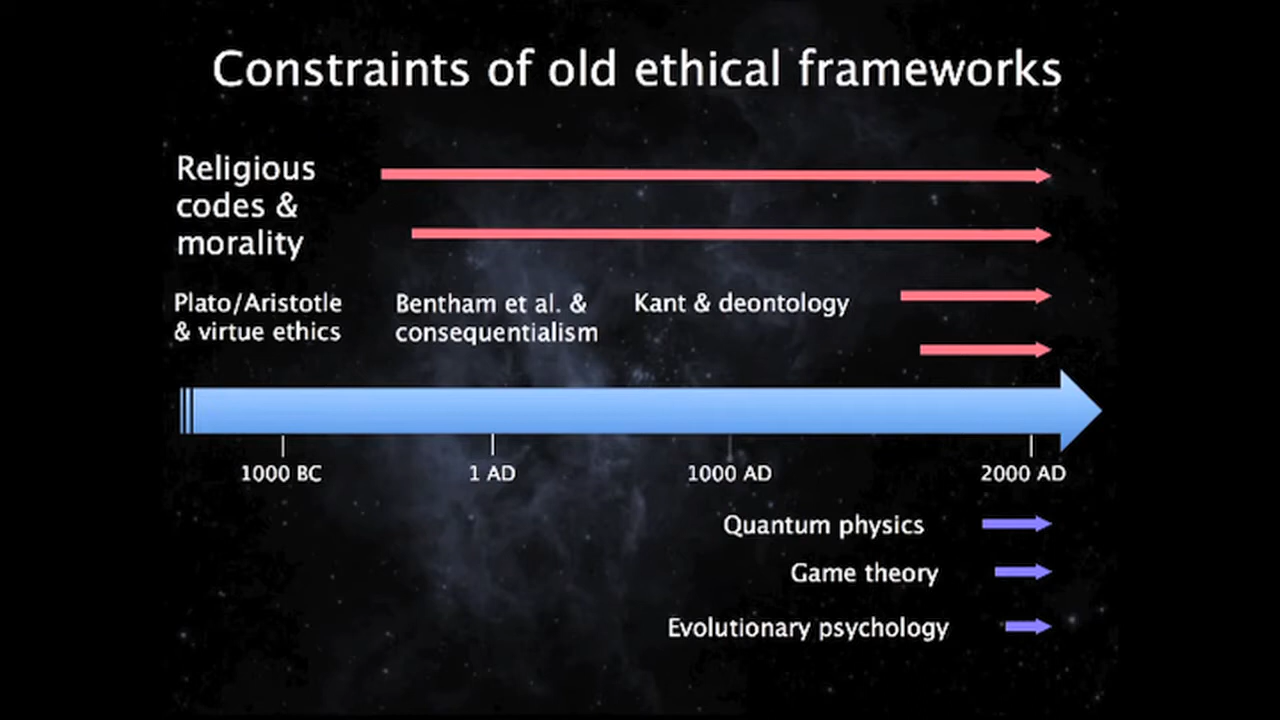 Constraints of old ethical frameworks
Religious
codes &
morality
Plato/Aristotle
& virtue ethics
Bentham et al. &
consequentialism
Kant & deontology
1000 BC
1 AD
1000 AD
2000 AD
Quantum physics
Game theory
Evolutionary psychology